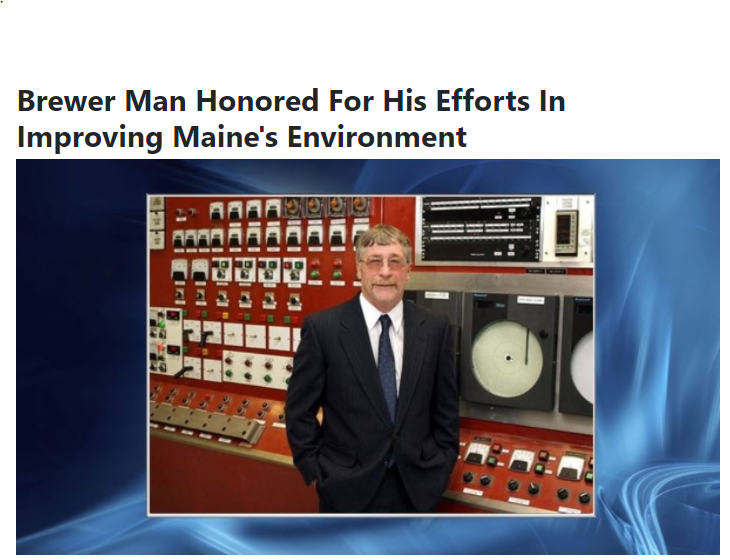 Brewer Man Honored For His Efforts In
Improving Maine's Environment